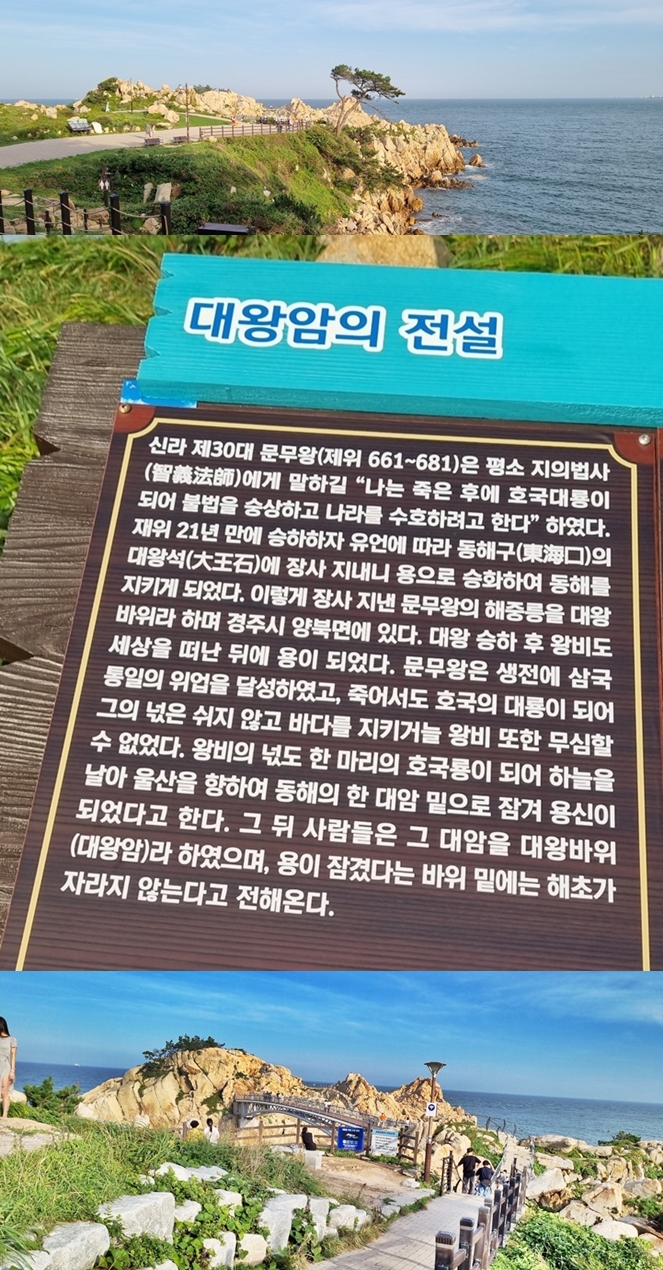 대왕암의 전설
신라 제30대 문무왕(제위 661~681)은 평소 지의법사
(智義法師)에게 말하길 “나는 죽은 후에 호국대룡이
되어 불법을 숭상하고 나라를 수호하려고 한다” 하였다.
재위 21년 만에 승하하자 유언에 따라 동해구(東海口)의
대왕석(大王石)에 장사 지내니 용으로 승화하여 동해를
지키게 되었다. 이렇게 장사 지낸 문무왕의 해중릉을 대왕
바위라 하며 경주시 양북면에 있다. 대왕 승하 후 왕비도
세상을 떠난 뒤에 용이 되었다. 문무왕은 생전에 삼국
통일의 위업을 달성하였고, 죽어서도 호국의 대룡이 되어
그의 넋은 쉬지 않고 바다를 지키거늘 왕비 또한 무심할
수 없었다. 왕비의 넋도 한 마리의 호국룡이 되어 하늘을
날아 울산을 향하여 동해의 한 대암 밑으로 잠겨 용신이
되었다고 한다. 그 뒤 사람들은 그 대암을 대왕바위
(대왕암)라 하였으며, 용이 잠겼다는 바위 밑에는 해초가
자라지 않는다고 전해온다.